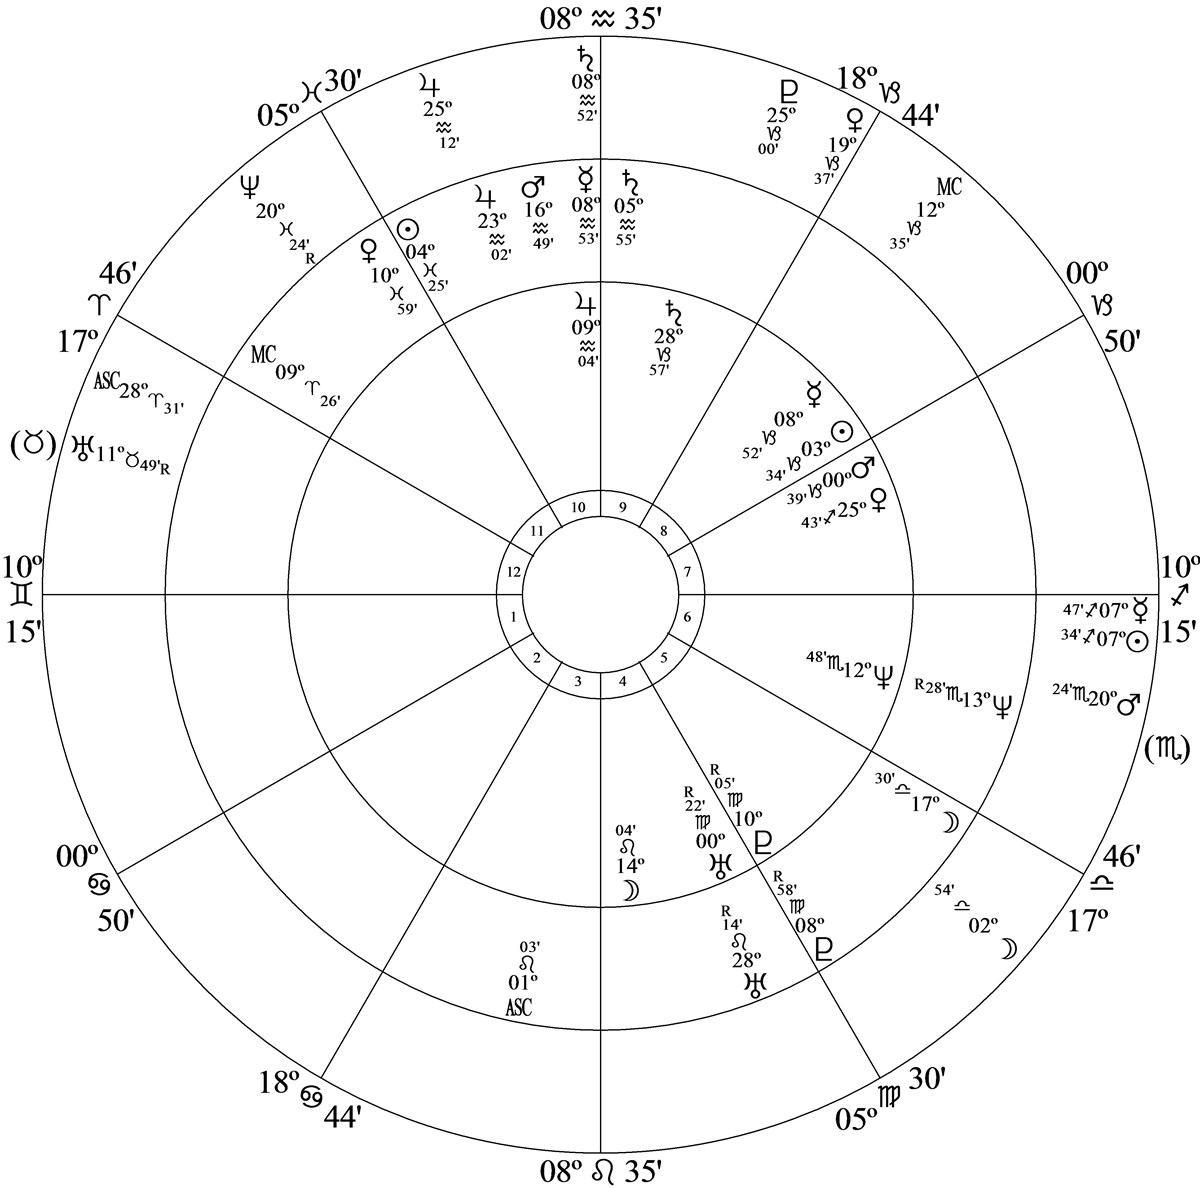 08º ♒ 35'
18º ♑ 44'
00º ♑ 50'
10º ♐ 15'
(♏)
17º ♎ 46'
05º ♍ 30'
08º ♌ 35'
18º ♋ 44'
00º ♋ 50'
10º ♊ 15'
(♉)
17º ♈ 46'
05º ♓ 30'
♃ 25º ♒ 12'
♄ 08º ♒ 52'
♇ 25º ♑ 00'
♀ 19º ♑ 37'
MC 12º ♑ 35'
47' ♐ 07º ☿
34' ♐ 07º ☉
24' ♏ 20º ♂
54' ♎ 02º ☽
♅ 11º ♉ 49' R
ASC 28º ♈ 31'
♆ 20º ♓ 24' R
♀ 10º ♓ 59'
☉ 04º ♓ 25'
♃ 23º ♒ 02'
♂ 16º ♒ 49'
☿ 08º ♒ 53'
♄ 05º ♒ 55'
R 28' ♏ 13º ♆
30' ♎ 17º ☽
R 58' ♍ 08º ♇
R 14' ♌ 28º ♅
03' ♌ 01º ASC
MC 09º ♈ 26'
♃ 09º ♒ 04'
♄ 28º ♑ 57'
52' ♑ 08º ☿
34' ♑ 03º ☉
39' ♑ 00º ♂
43' ♐ 25º ♀
48' ♏ 12º ♆
R 05' ♍ 10º ♇
R 22' ♍ 00º ♅
04' ♌ 14º ☽
10
9
11
8
12
7
1
6
2
5
3
4